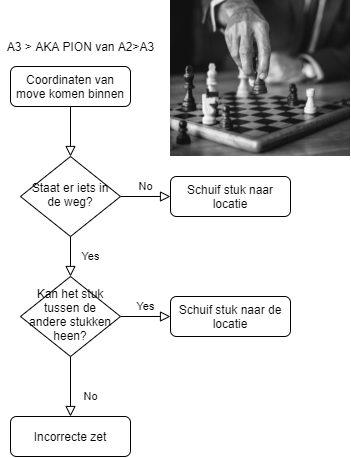 A3 > AKA PION van A2>A3
Coordinaten van
move komen binnen
Staat er iets in
de weg?
No
Schuif stuk naar
locatie
Yes
Kan het stuk
tussen de
andere stukken
heen?
Yes
Schuif stuk naar de
locatie
No
Incorrecte zet